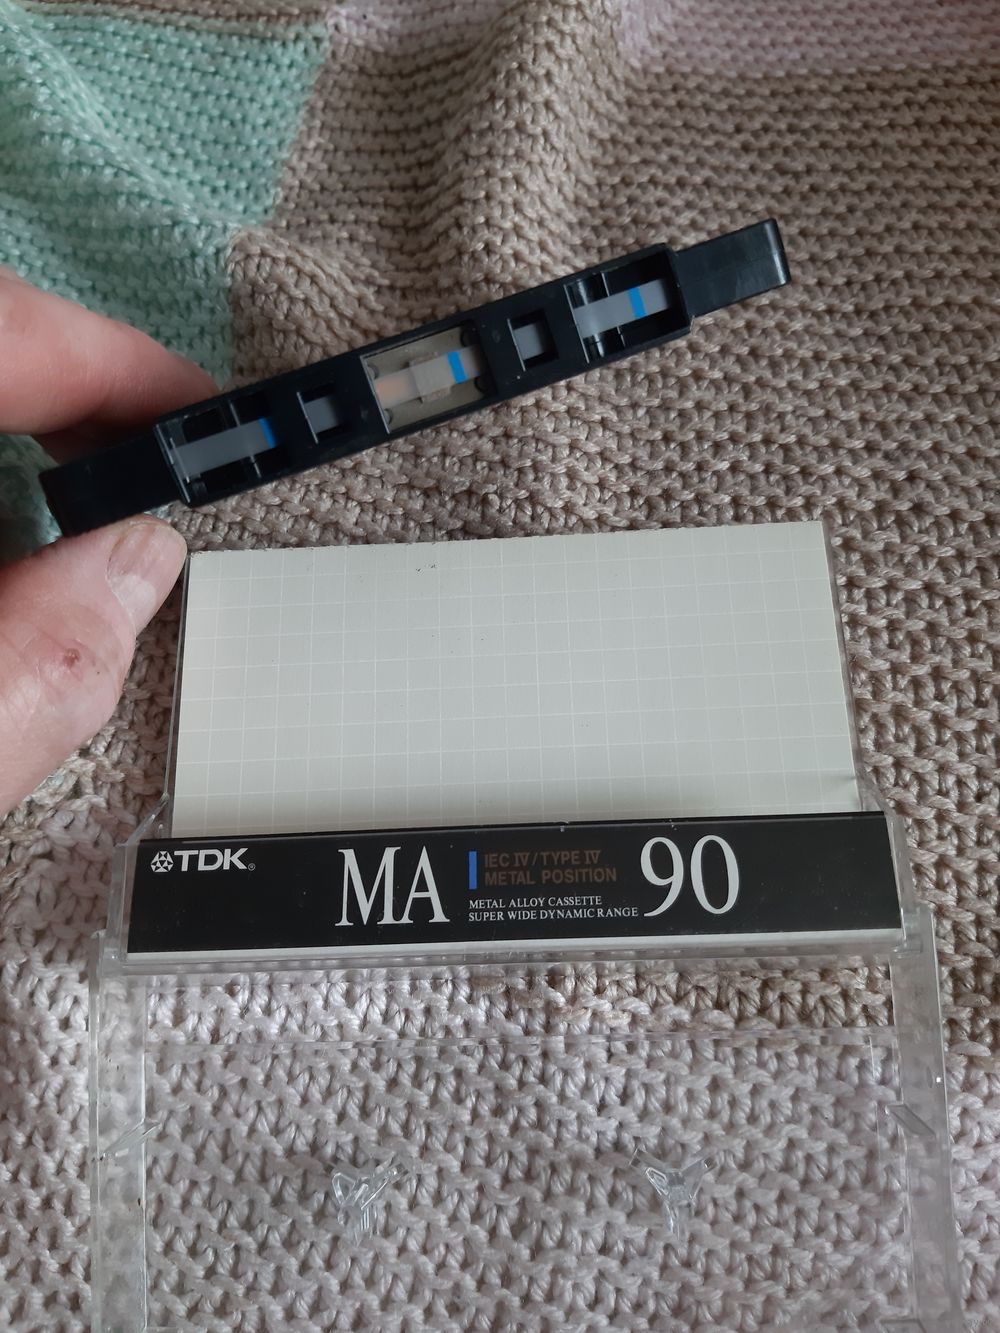 TDK®
MA
IEC IV/TYPE IV
METAL POSITION
METAL ALLOY CASSETTE
SUPER WIDE DYNAMIC RANGE
90